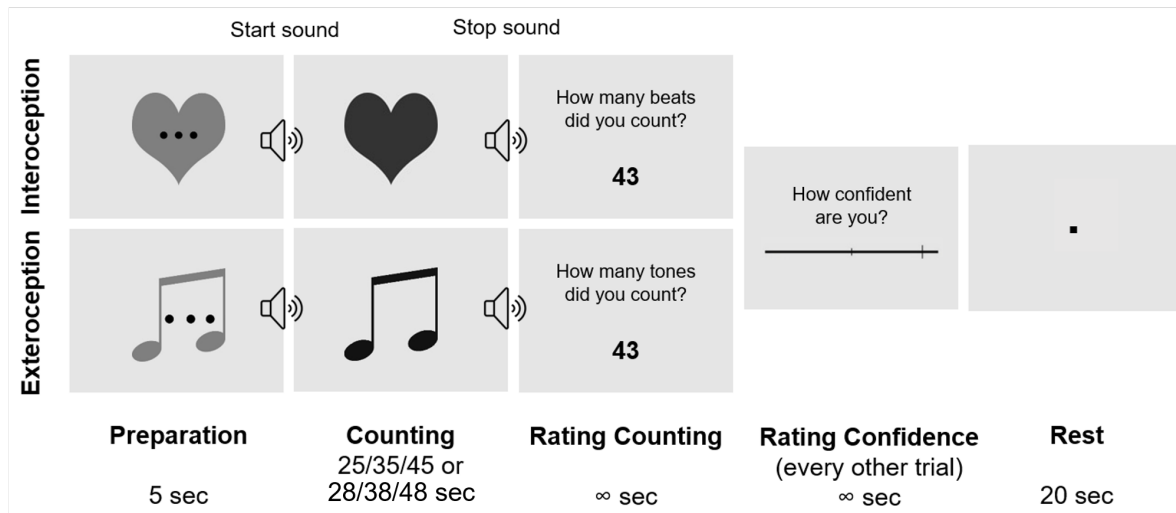 Start sound
Stop sound
Interoception
How many beats
did you count?
43
Exteroception
How many tones
did you count?
43
How confident
are you?
Preparation
5 sec
Counting
25/35/45 or
28/38/48 sec
Rating Counting
∞ sec
Rating Confidence
(every other trial)
∞ sec
Rest
20 sec